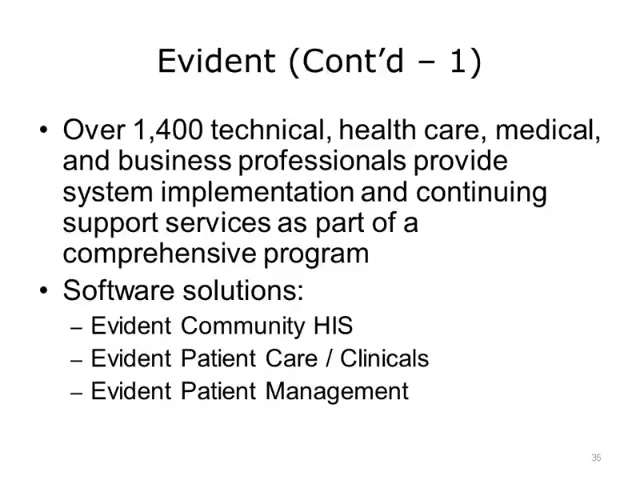 Evident (Cont’d – 1)
• Over 1,400 technical, health care, medical,
and business professionals provide
system implementation and continuing
support services as part of a
comprehensive program
• Software solutions:
– Evident Community HIS
– Evident Patient Care / Clinicals
– Evident Patient Management
35